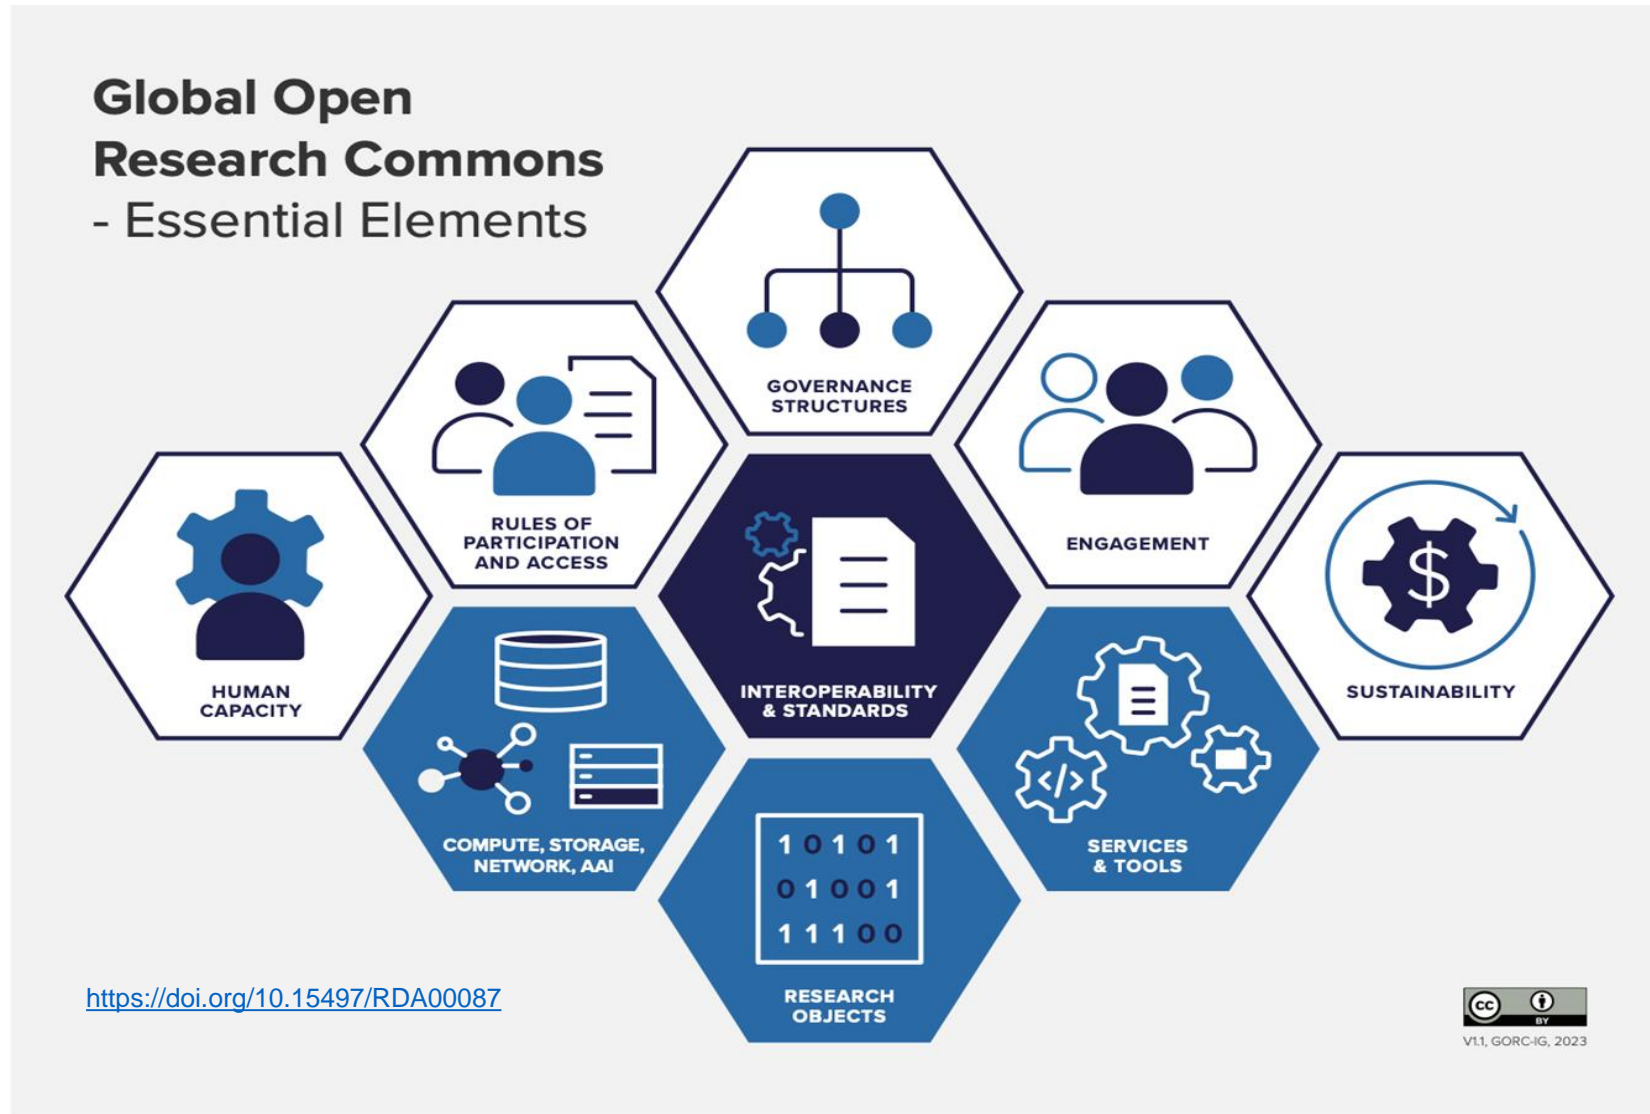 Global Open
Research Commons
- Essential Elements
GOVERNANCE
STRUCTURES
RULES OF
PARTICIPATION
AND ACCESS
ENGAGEMENT
HUMAN
CAPACITY
INTEROPERABILITY
& STANDARDS
$
SUSTAINABILITY
COMPUTE, STORAGE,
NETWORK, AAI
</>
SERVICES
& TOOLS
1 0 1 0 1
0 1 0 0 1
1 1 1 0 0
RESEARCH
OBJECTS
https://doi.org/10.15497/RDA00087
cc
BY
V1.1, GORC-IG, 2023